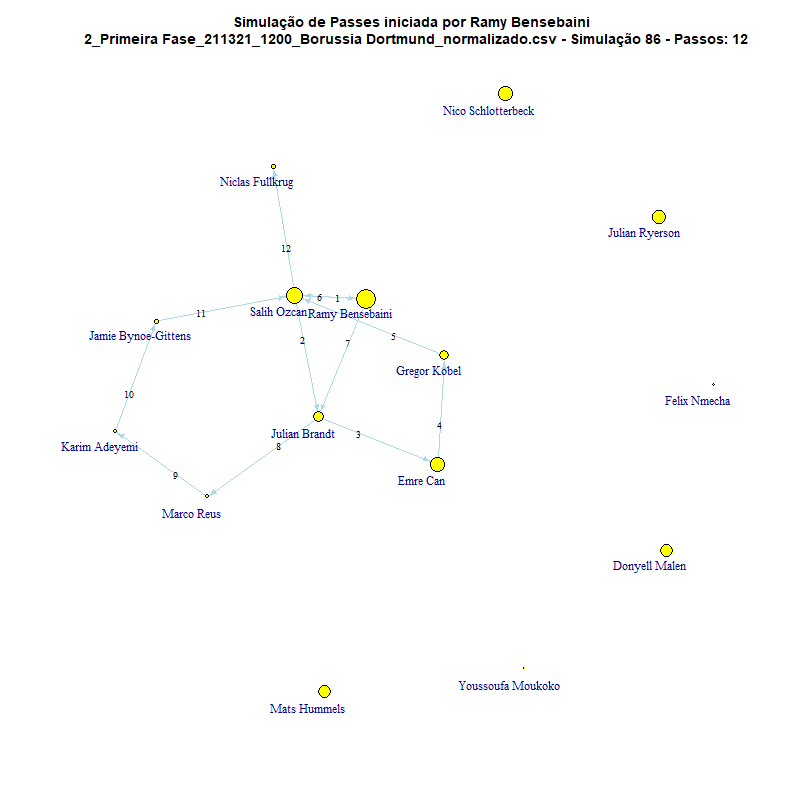 Simulação de Passes iniciada por Ramy Bensebaini
2_Primeira Fase_211321_1200_Borussia Dortmund_normalizado.csv - Simulação 86 - Passos: 12
Nico Schlotterbeck
Niclas Fullkrug
Julian Ryerson
12
6
1
Salih Ozcan
Ramy Bensebaini
11
Jamie Bynoe-Gittens
2
7
5
Gregor Kobel
10
Felix Nmecha
4
3
Julian Brandt
8
Karim Adeyemi
9
Emre Can
Marco Reus
Donyell Malen
Youssoufa Moukoko
Mats Hummels